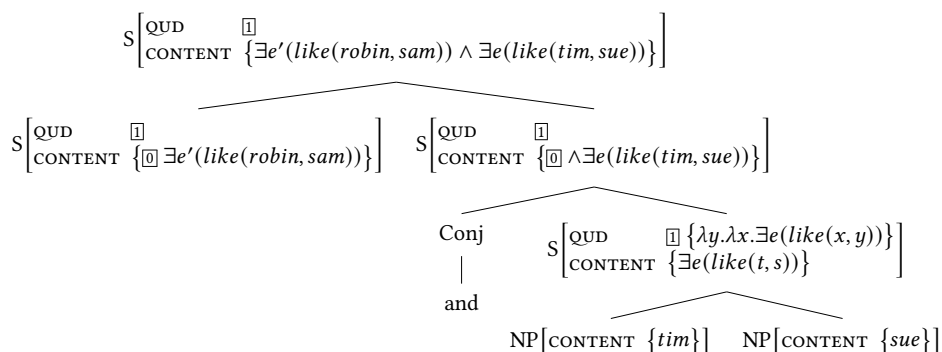 S[QUD 1
CONTENT {∃e′(like(robin, sam)) ∧ ∃e(like(tim, sue))}]
S[QUD 1
CONTENT {0 ∃e′(like(robin, sam))}]
S[QUD 1
CONTENT {0 ∧∃e(like(tim, sue))}]
Conj
and
S[QUD 1 {λy.λx.∃e(like(x, y))}
CONTENT {∃e(like(t, s))}]
NP[CONTENT {tim}] NP[CONTENT {sue}]